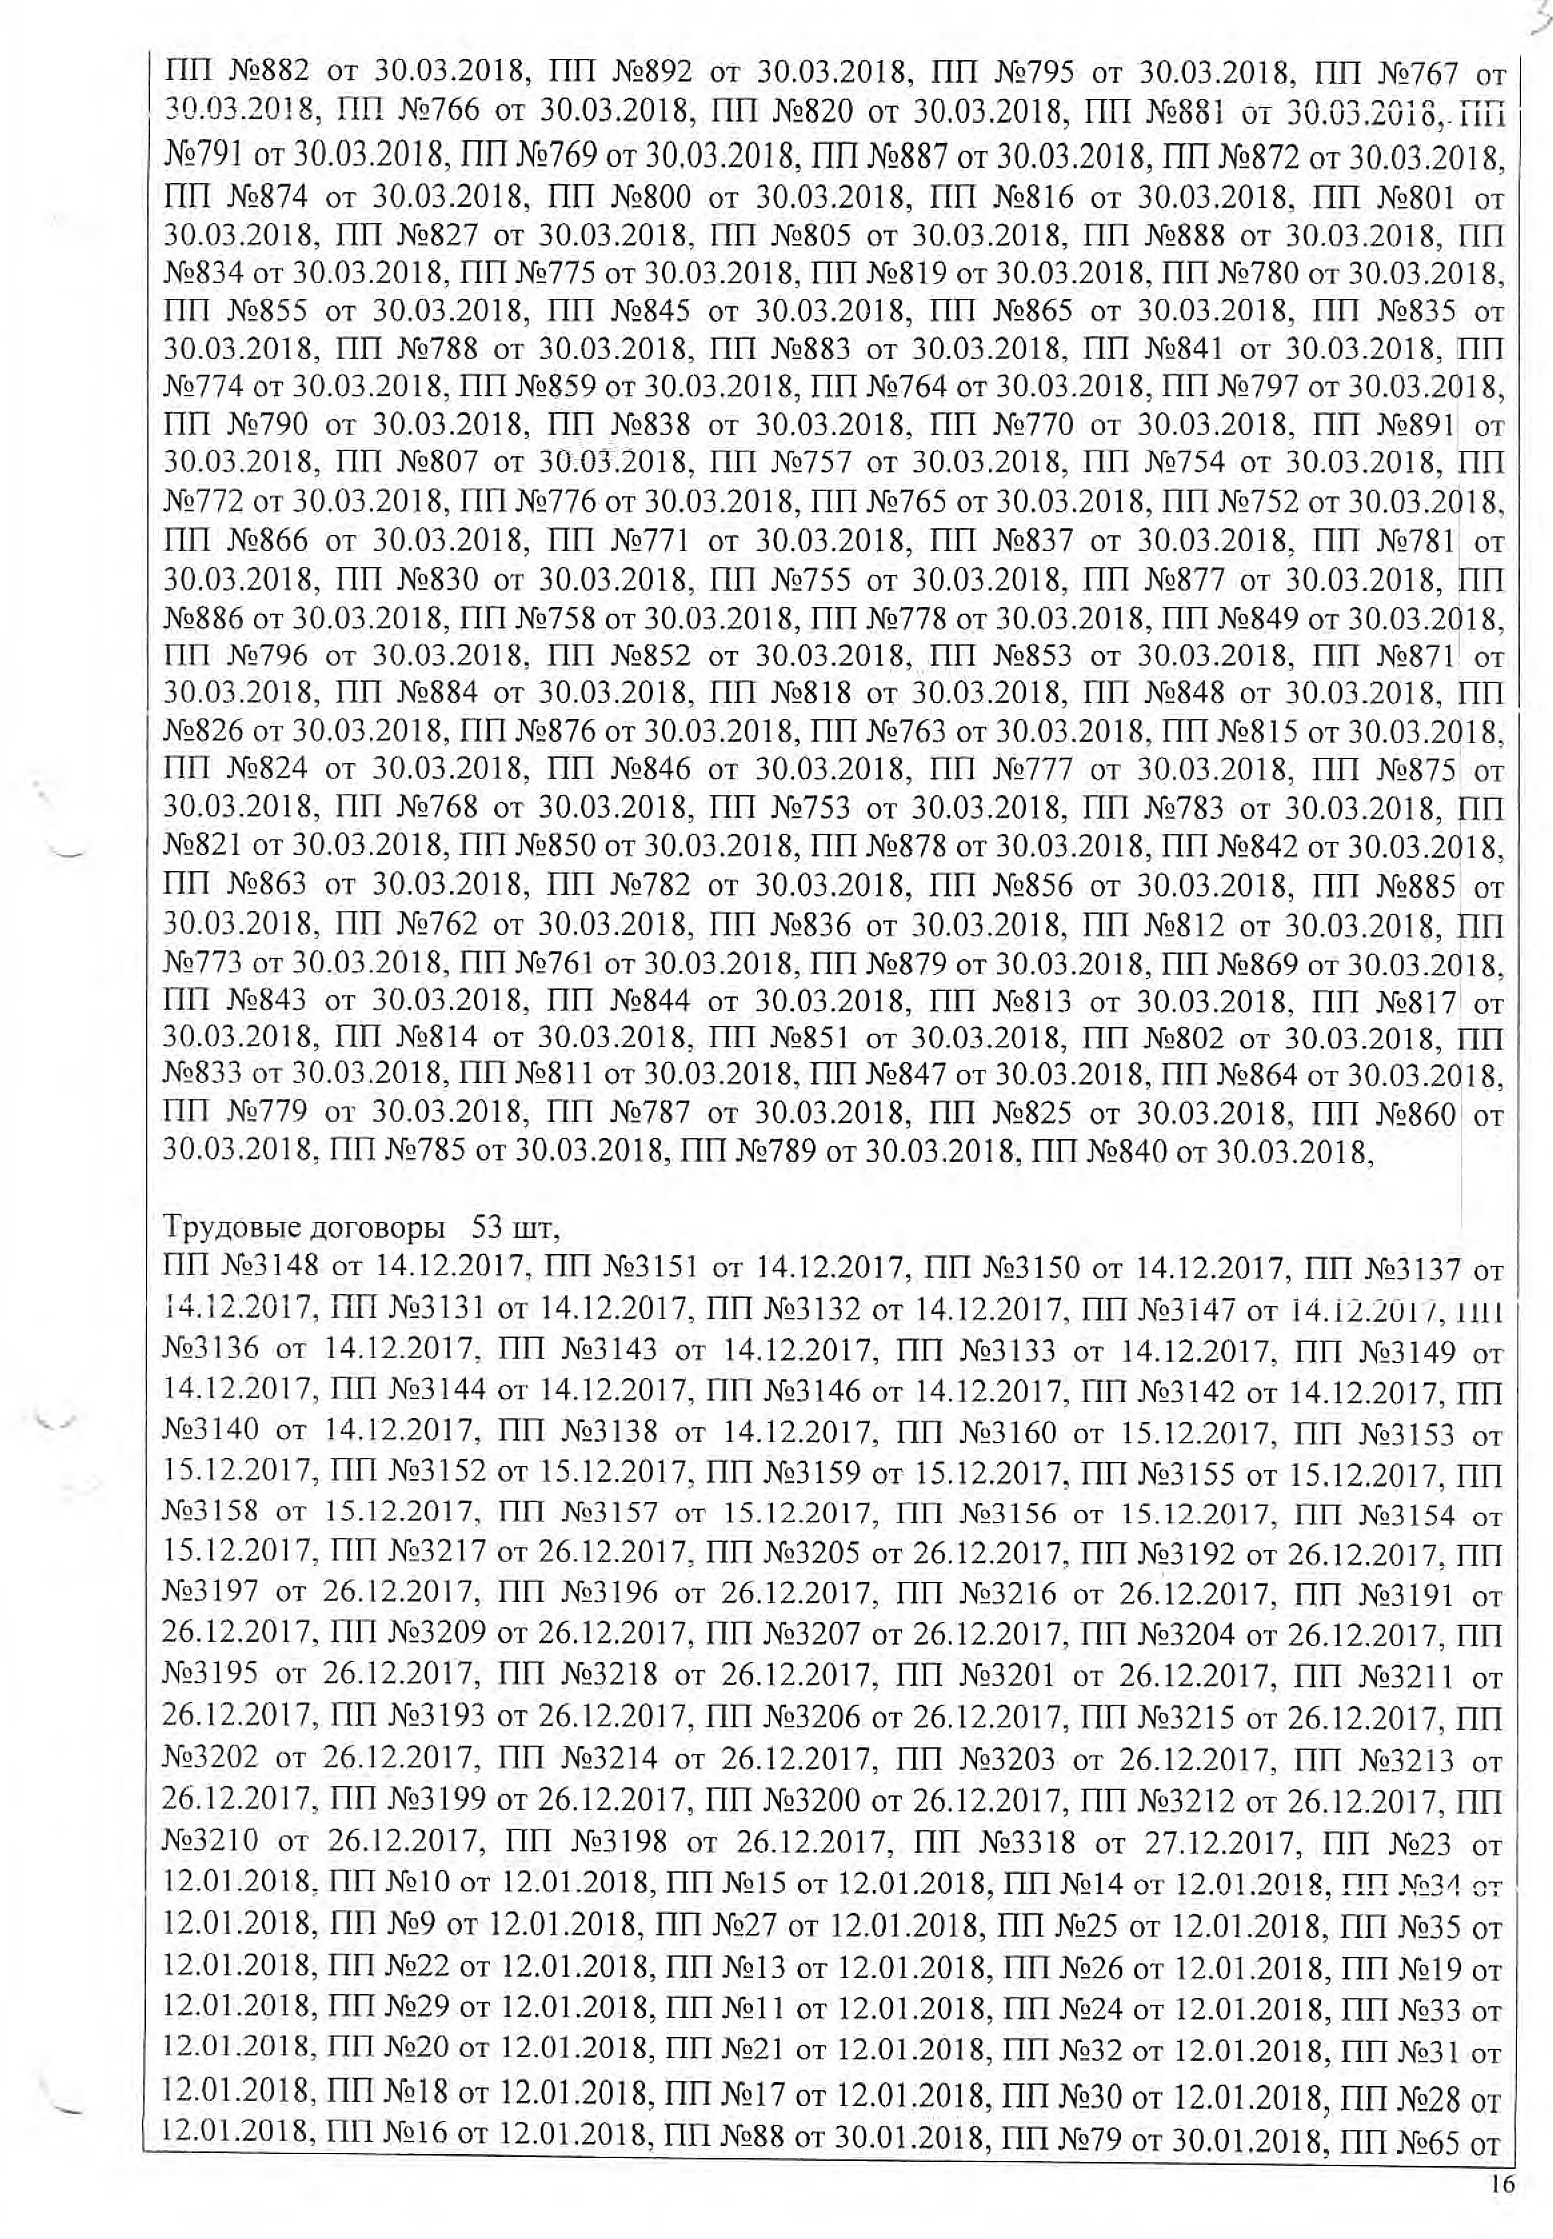 3
ПП №882 от 30.03.2018, ПП №892 от 30.03.2018, ПП №795 от 30.03.2018, ПП №767 от
30.03.2018, ПП №766 от 30.03.2018, ПП №820 от 30.03.2018, ПП №881 от 30.03.2018, ПП
№791 от 30.03.2018, ПП №769 от 30.03.2018, ПП №887 от 30.03.2018, ПП №872 от 30.03.2018,
ПП №874 от 30.03.2018, ПП №800 от 30.03.2018, ПП №816 от 30.03.2018, ПП №801 от
30.03.2018, ПП №827 от 30.03.2018, ПП №805 от 30.03.2018, ПП №888 от 30.03.2018, ПП
№834 от 30.03.2018, ПП №775 от 30.03.2018, ПП №819 от 30.03.2018, ПП №780 от 30.03.2018,
ПП №855 от 30.03.2018, ПП №845 от 30.03.2018, ПП №865 от 30.03.2018, ПП №835 от
30.03.2018, ПП №788 от 30.03.2018, ПП №883 от 30.03.2018, ПП №841 от 30.03.2018, ПП
№774 от 30.03.2018, ПП №859 от 30.03.2018, ПП №764 от 30.03.2018, ПП №797 от 30.03.2018,
ПП №790 от 30.03.2018, ПП №838 от 30.03.2018, ПП №770 от 30.03.2018, ПП №891 от
30.03.2018, ПП №807 от 30.03.2018, ПП №757 от 30.03.2018, ПП №754 от 30.03.2018, ПП
№772 от 30.03.2018, ПП №776 от 30.03.2018, ПП №765 от 30.03.2018, ПП №752 от 30.03.2018,
ПП №866 от 30.03.2018, ПП №771 от 30.03.2018, ПП №837 от 30.03.2018, ПП №781 от
30.03.2018, ПП №830 от 30.03.2018, ПП №755 от 30.03.2018, ПП №877 от 30.03.2018, ПП
№886 от 30.03.2018, ПП №758 от 30.03.2018, ПП №778 от 30.03.2018, ПП №849 от 30.03.2018,
ПП №796 от 30.03.2018, ПП №852 от 30.03.2018, ПП №853 от 30.03.2018, ПП №871 от
30.03.2018, ПП №884 от 30.03.2018, ПП №818 от 30.03.2018, ПП №848 от 30.03.2018, ПП
№826 от 30.03.2018, ПП №876 от 30.03.2018, ПП №763 от 30.03.2018, ПП №815 от 30.03.2018,
ПП №824 от 30.03.2018, ПП №846 от 30.03.2018, ПП №777 от 30.03.2018, ПП №875 от
30.03.2018, ПП №768 от 30.03.2018, ПП №753 от 30.03.2018, ПП №783 от 30.03.2018, ПП
№821 от 30.03.2018, ПП №850 от 30.03.2018, ПП №878 от 30.03.2018, ПП №842 от 30.03.2018,
ПП №863 от 30.03.2018, ПП №782 от 30.03.2018, ПП №856 от 30.03.2018, ПП №885 от
30.03.2018, ПП №762 от 30.03.2018, ПП №836 от 30.03.2018, ПП №812 от 30.03.2018, ПП
№773 от 30.03.2018, ПП №761 от 30.03.2018, ПП №879 от 30.03.2018, ПП №869 от 30.03.2018,
ПП №843 от 30.03.2018, ПП №844 от 30.03.2018, ПП №813 от 30.03.2018, ПП №817 от
30.03.2018, ПП №814 от 30.03.2018, ПП №851 от 30.03.2018, ПП №802 от 30.03.2018, ПП
№833 от 30.03.2018, ПП №811 от 30.03.2018, ПП №847 от 30.03.2018, ПП №864 от 30.03.2018,
ПП №779 от 30.03.2018, ПП №787 от 30.03.2018, ПП №825 от 30.03.2018, ПП №860 от
30.03.2018, ПП №785 от 30.03.2018, ПП №789 от 30.03.2018, ПП №840 от 30.03.2018,
Трудовые договоры 53 шт,
ПП №3148 от 14.12.2017, ПП №3151 от 14.12.2017, ПП №3150 от 14.12.2017, ПП №3137 от
14.12.2017, ПП №3131 от 14.12.2017, ПП №3132 от 14.12.2017, ПП №3147 от 14.12.2017, ПП
№3136 от 14.12.2017, ПП №3143 от 14.12.2017, ПП №3133 от 14.12.2017, ПП №3149 от
14.12.2017, ПП №3144 от 14.12.2017, ПП №3146 от 14.12.2017, ПП №3142 от 14.12.2017, ПП
№3140 от 14.12.2017, ПП №3138 от 14.12.2017, ПП №3160 от 15.12.2017, ПП №3153 от
15.12.2017, ПП №3152 от 15.12.2017, ПП №3159 от 15.12.2017, ПП №3155 от 15.12.2017, ПП
№3158 от 15.12.2017, ПП №3157 от 15.12.2017, ПП №3156 от 15.12.2017, ПП №3154 от
15.12.2017, ПП №3217 от 26.12.2017, ПП №3205 от 26.12.2017, ПП №3192 от 26.12.2017, ПП
№3197 от 26.12.2017, ПП №3196 от 26.12.2017, ПП №3216 от 26.12.2017, ПП №3191 от
26.12.2017, ПП №3209 от 26.12.2017, ПП №3207 от 26.12.2017, ПП №3204 от 26.12.2017, ПП
№3195 от 26.12.2017, ПП №3218 от 26.12.2017, ПП №3201 от 26.12.2017, ПП №3211 от
26.12.2017, ПП №3193 от 26.12.2017, ПП №3206 от 26.12.2017, ПП №3215 от 26.12.2017, ПП
№3202 от 26.12.2017, ПП №3214 от 26.12.2017, ПП №3203 от 26.12.2017, ПП №3213 от
26.12.2017, ПП №3199 от 26.12.2017, ПП №3200 от 26.12.2017, ПП №3212 от 26.12.2017, ПП
№3210 от 26.12.2017, ПП №3198 от 26.12.2017, ПП №3318 от 27.12.2017, ПП №23 от
12.01.2018, ПП №10 от 12.01.2018, ПП №15 от 12.01.2018, ПП №14 от 12.01.2018, ПП №34 от
12.01.2018, ПП №9 от 12.01.2018, ПП №27 от 12.01.2018, ПП №25 от 12.01.2018, ПП №35 от
12.01.2018, ПП №22 от 12.01.2018, ПП №13 от 12.01.2018, ПП №26 от 12.01.2018, ПП №19 от
12.01.2018, ПП №29 от 12.01.2018, ПП №11 от 12.01.2018, ПП №24 от 12.01.2018, ПП №33 от
12.01.2018, ПП №20 от 12.01.2018, ПП №21 от 12.01.2018, ПП №32 от 12.01.2018, ПП №31 от
12.01.2018, ПП №18 от 12.01.2018, ПП №17 от 12.01.2018, ПП №30 от 12.01.2018, ПП №28 от
12.01.2018, ПП №16 от 12.01.2018, ПП №88 от 30.01.2018, ПП №79 от 30.01.2018, ПП №65 от
16